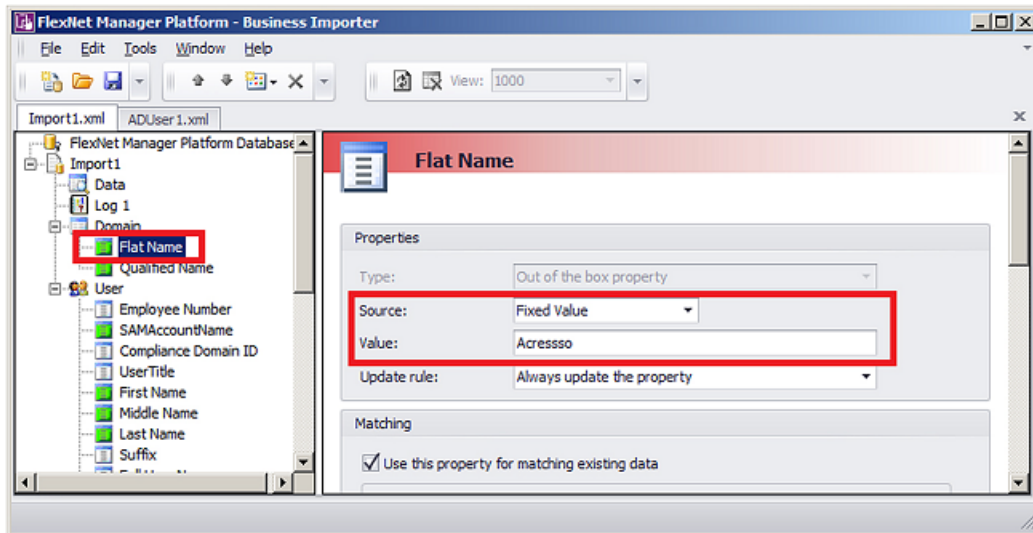 FlexNet Manager Platform - Business Importer
File Edit Tools Window Help
View: 1000
Import1.xml ADUser1.xml
FlexNet Manager Platform Database
Import1
Data
Log 1
Domain
Flat Name
Qualified Name
User
Employee Number
SAMAccountName
Compliance Domain ID
UserTitle
First Name
Middle Name
Last Name
Suffix
Flat Name
Properties
Type: Out of the box property
Source: Fixed Value
Value: Acressso
Update rule: Always update the property
Matching
Use this property for matching existing data